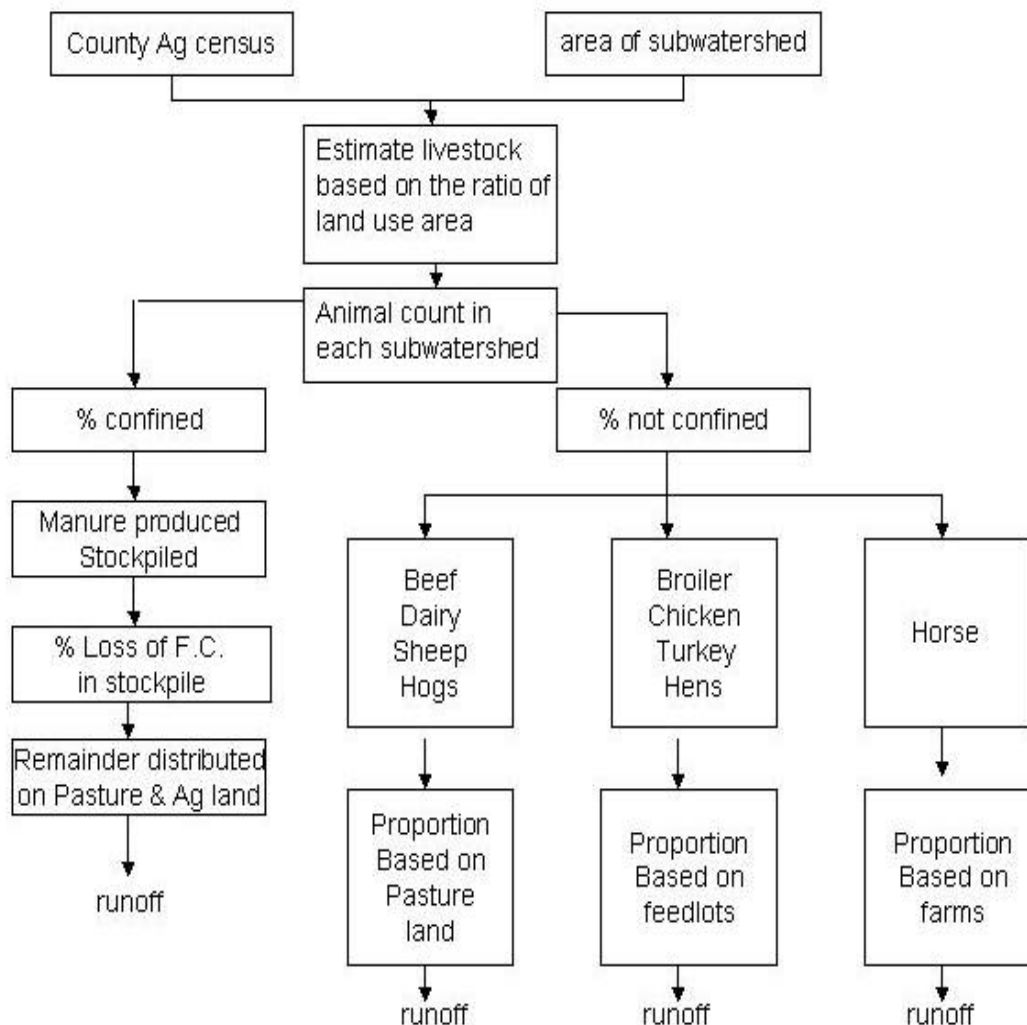 County Ag census
area of subwatershed
Estimate livestock
based on the ratio of
land use area
Animal count in
each subwatershed
% confined
% not confined
Manure produced
Stockpiled
% Loss of F.C.
in stockpile
Remainder distributed
on Pasture & Ag land
runoff
Beef
Dairy
Sheep
Hogs
Broiler
Chicken
Turkey
Hens
Horse
Proportion
Based on
Pasture
land
Proportion
Based on
feedlots
Proportion
Based on
farms
runoff
runoff
runoff